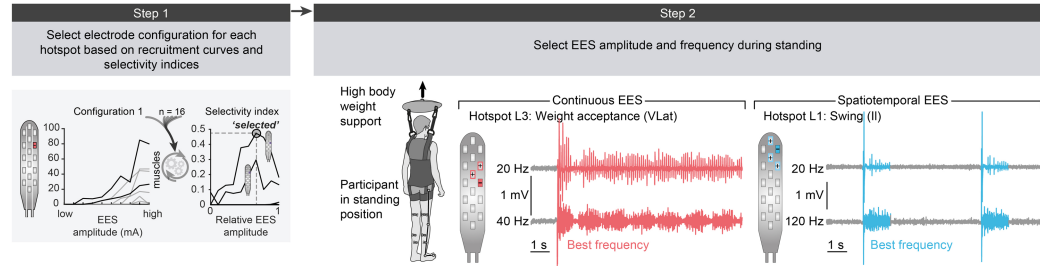 Step 1
Select electrode configuration for each
hotspot based on recruitment curves and
selectivity indices
Configuration 1
n = 16
100
80
60
40
20
0
low
high
EES
amplitude (mA)
muscles
Selectivity index
'selected'
0.5
0.4
0.3
0.2
0.1
0
0
1
Relative EES
amplitude
Step 2
Select EES amplitude and frequency during standing
High body
weight
support
Participant
in standing
position
Continuous EES
Hotspot L3: Weight acceptance (VLat)
20 Hz
1 mV
40 Hz
1 s
Best frequency
Spatiotemporal EES
Hotspot L1: Swing (Il)
20 Hz
1 mV
120 Hz
1 s
Best frequency